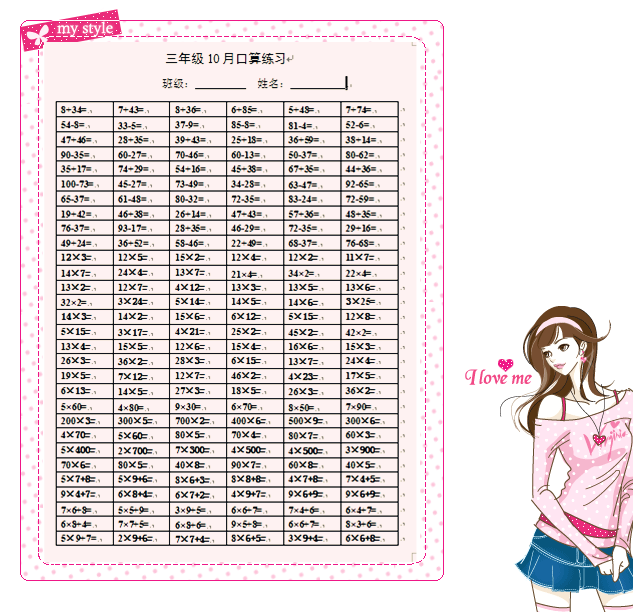 my style
三年级 10 月口算练习
班级： 姓名：
8+34= 7+43= 8+36= 6+85= 5+48= 7+74=
54-8= 33-5= 37-9= 85-8= 81-4= 52-6=
47+46= 28+35= 39+43= 25+18= 36+59= 38+14=
90-35= 60-27= 70-46= 60-13= 50-37= 80-62=
35+17= 74+29= 54+16= 45+38= 67+35= 44+36=
100-73= 45-27= 73-49= 34-28= 63-47= 92-65=
65-37= 61-48= 80-32= 72-35= 83-24= 72-59=
19+42= 46+38= 26+14= 47+43= 57+36= 48+35=
76-37= 93-17= 28+35= 46-29= 72-35= 29+16=
49+24= 36+52= 58-46= 22+49= 68-37= 76-68=
12×3= 12×5= 15×2= 12×4= 12×2= 11×7=
14×7= 24×4= 13×7= 21×4= 34×2= 22×4=
13×2= 12×7= 4×12= 13×3= 13×5= 13×6=
32×2= 3×24= 5×14= 14×5= 14×6= 3×25=
14×3= 14×2= 15×6= 6×12= 5×15= 12×8=
5×15= 3×17= 4×21= 25×2= 45×2= 42×2=
13×4= 15×5= 12×6= 15×4= 16×6= 15×3=
26×3= 36×2= 28×3= 6×15= 13×7= 24×4=
19×5= 7×12= 12×7= 46×2= 4×23= 17×5=
6×13= 14×5= 27×3= 18×5= 26×3= 36×2=
5×60= 4×80= 9×30= 6×70= 8×50= 7×90=
200×3= 300×5= 700×2= 400×6= 500×9= 300×6=
4×70= 5×60= 80×5= 70×4= 80×7= 60×3=
5×400= 2×700= 7×300= 4×500= 4×500= 3×900=
70×6= 80×5= 40×8= 90×7= 60×8= 40×5=
5×7+8= 5×9+6= 8×6+3= 8×8+8= 4×7+8= 7×4+5=
9×4+7= 6×8+4= 6×7+2= 4×9+7= 9×6+9= 9×6+9=
7×6+8= 5×5+9= 3×9+5= 6×6+7= 7×4+6= 6×4+7=
6×8+4= 7×7+5= 6×8+6= 9×5+8= 6×6+7= 8×3+6=
5×9+7= 2×9+6= 7×7+4= 8×6+5= 3×9+4= 6×6+8=
I love me